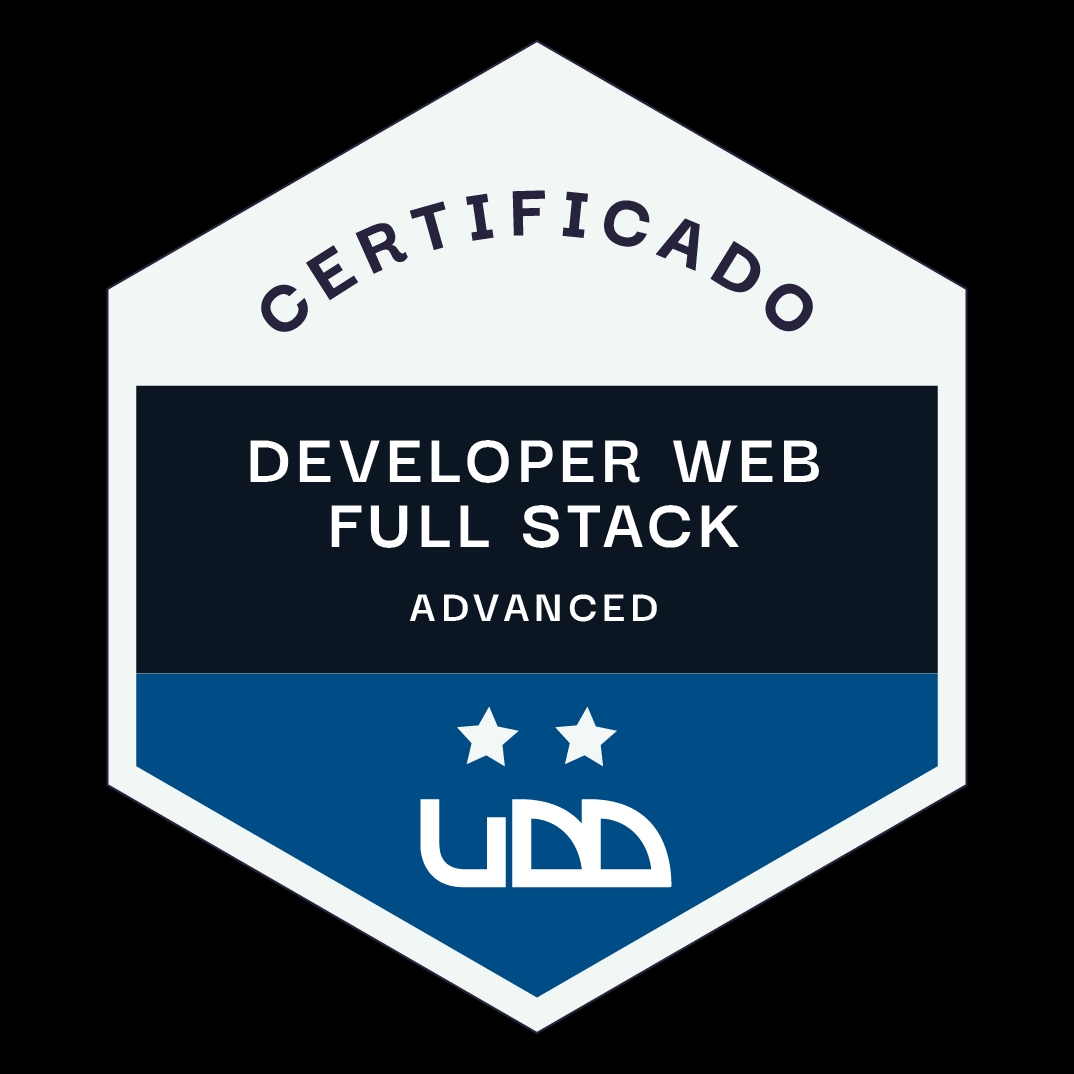 CERTIFICADO
DEVELOPER WEB
FULL STACK
ADVANCED
UDD